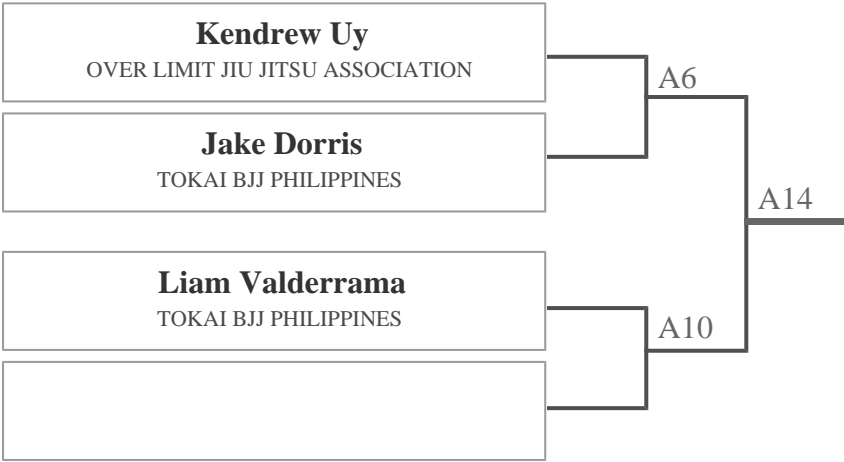 Kendrew Uy
OVER LIMIT JIU JITSU ASSOCIATION
A6
Jake Dorris
TOKAI BJJ PHILIPPINES
A14
Liam Valderrama
TOKAI BJJ PHILIPPINES
A10